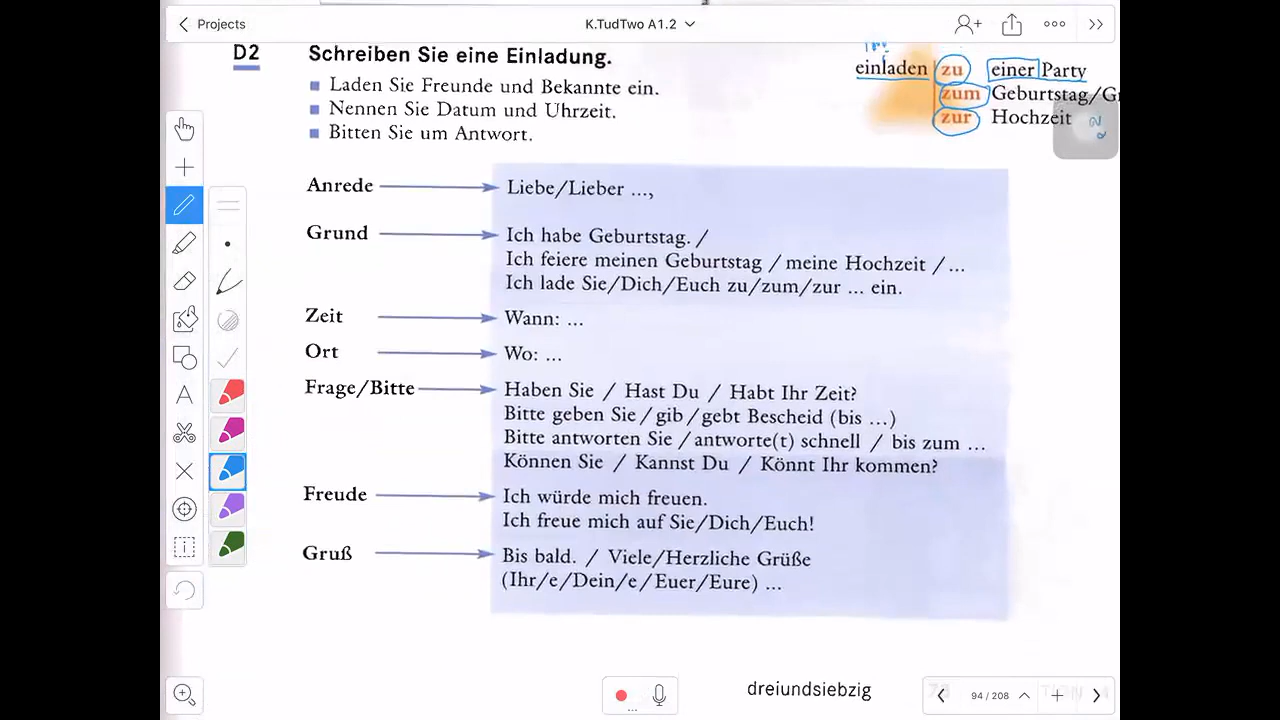 Projects
K.TudTwo A1.2
D2
Schreiben Sie eine Einladung.
Laden Sie Freunde und Bekannte ein.
Nennen Sie Datum und Uhrzeit.
Bitten Sie um Antwort.
einladen zu einer Party
zum Geburtstag/G
zur Hochzeit
Anrede Liebe/Lieber ...,
Grund Ich habe Geburtstag. /
Ich feiere meinen Geburtstag / meine Hochzeit / ...
Ich lade Sie/Dich/Euch zu/zum/zur ... ein.
Zeit Wann: ...
Ort Wo: ...
Frage/Bitte Haben Sie / Hast Du / Habt Ihr Zeit?
Bitte geben Sie / gib / gebt Bescheid (bis ...)
Bitte antworten Sie / antworte(t) schnell / bis zum ...
Können Sie / Kannst Du / Könnt Ihr kommen?
Freude Ich würde mich freuen.
Ich freue mich auf Sie/Dich/Euch!
Gruß Bis bald. / Viele/Herzliche Grüße
(Ihr/e/Dein/e/Euer/Eure) ...
dreiundsiebzig
94 / 208